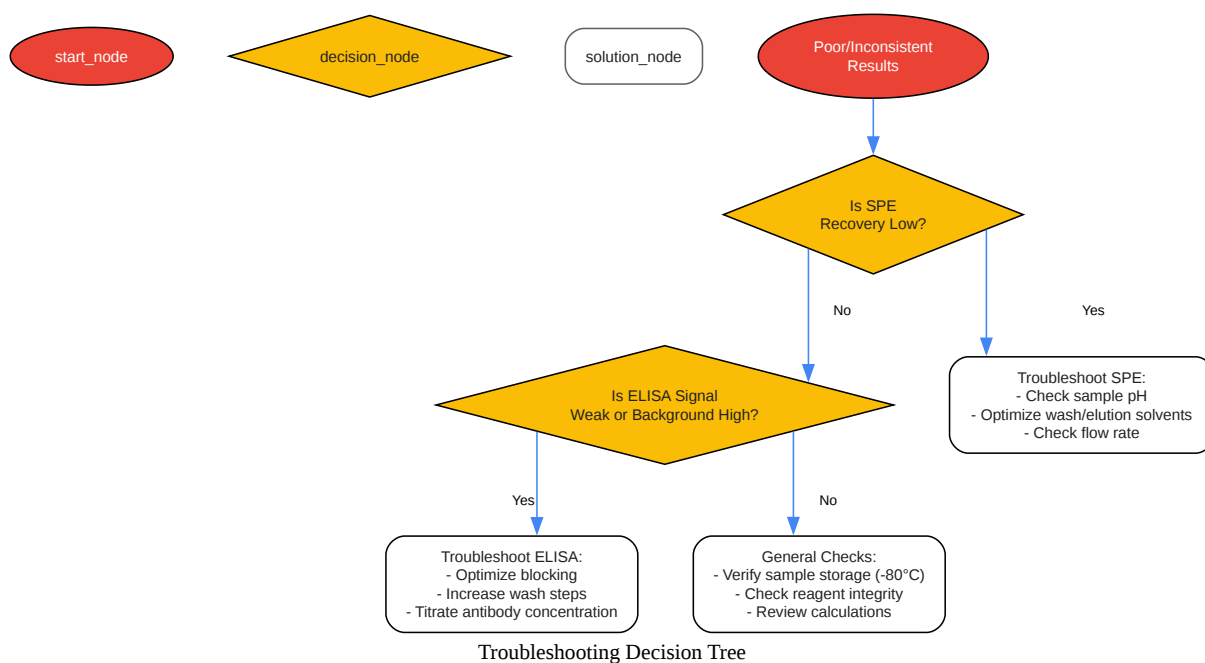 start_node
decision_node
solution_node
Poor/Inconsistent
Results
Is SPE
Recovery Low?
No
Yes
Is ELISA Signal
Weak or Background High?
Troubleshoot SPE:
- Check sample pH
- Optimize wash/elution solvents
- Check flow rate
Yes
No
Troubleshoot ELISA:
- Optimize blocking
- Increase wash steps
- Titrate antibody concentration
General Checks:
- Verify sample storage (-80°C)
- Check reagent integrity
- Review calculations
Troubleshooting Decision Tree